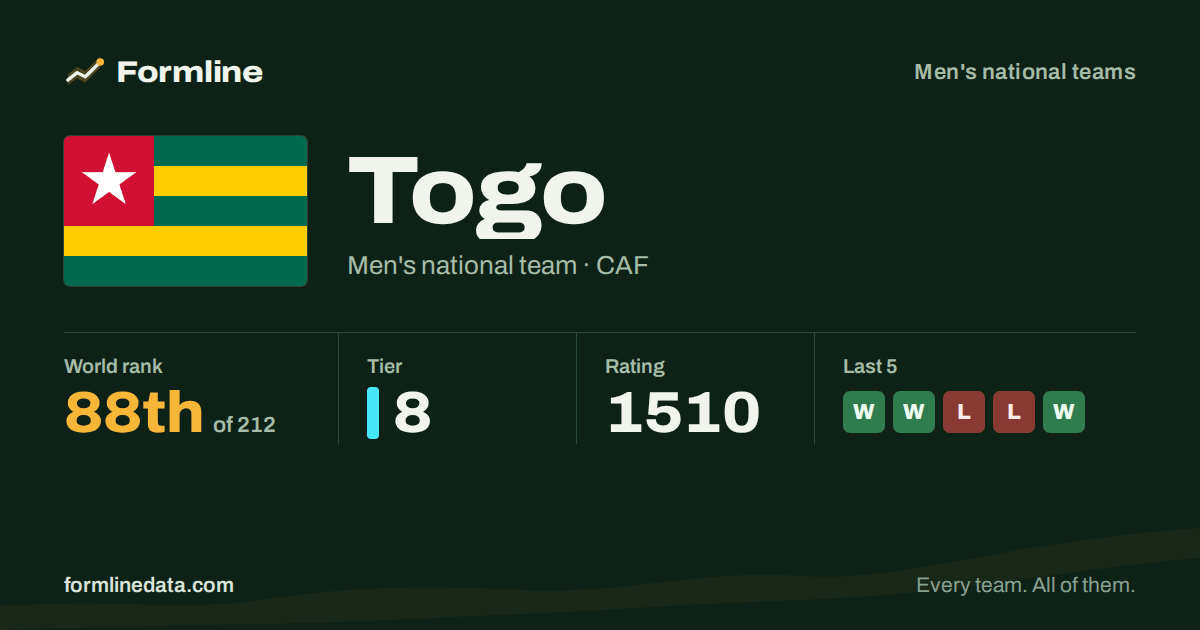 Formline
Men's national teams
Togo
Men's national team · CAF
World rank
88th of 212
Tier
8
Rating
1510
Last 5
W W L L W
formlinedata.com
Every team. All of them.